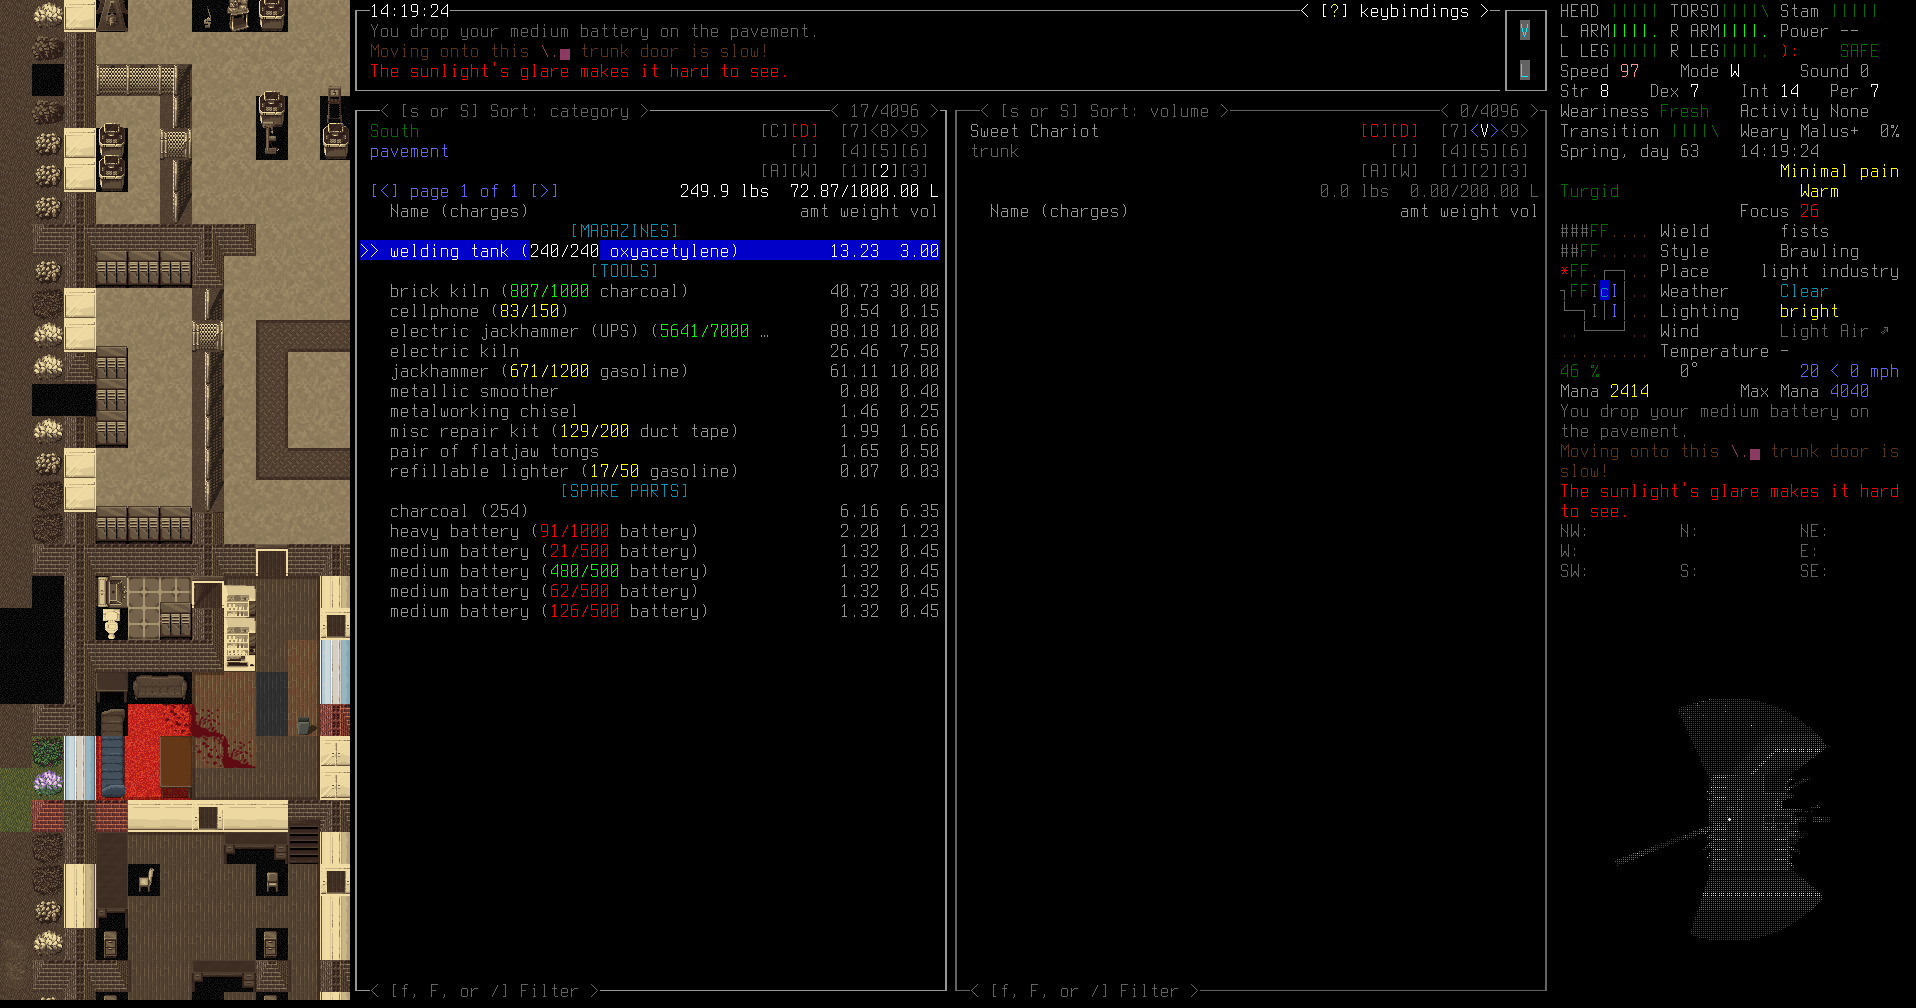 14:19:24 < [?] keybindings >
You drop your medium battery on the pavement.
Moving onto this \. trunk door is slow!
The sunlight's glare makes it hard to see.
V
L
< [s or S] Sort: category > < 17/4096 >
South [C][D] [7]<8><9>
pavement [I] [4][5][6]
[A][W] [1][2][3]
[<] page 1 of 1 [>] 249.9 lbs 72.87/1000.00 L
Name (charges) amt weight vol
[MAGAZINES]
>> welding tank (240/240 oxyacetylene) 13.23 3.00
[TOOLS]
brick kiln (807/1000 charcoal) 40.73 30.00
cellphone (83/150) 0.54 0.15
electric jackhammer (UPS) (5641/7000 … 88.18 10.00
electric kiln 26.46 7.50
jackhammer (671/1200 gasoline) 61.11 10.00
metallic smoother 0.80 0.40
metalworking chisel 1.46 0.25
misc repair kit (129/200 duct tape) 1.99 1.66
pair of flatjaw tongs 1.65 0.50
refillable lighter (17/50 gasoline) 0.07 0.03
[SPARE PARTS]
charcoal (254) 6.16 6.35
heavy battery (91/1000 battery) 2.20 1.23
medium battery (21/500 battery) 1.32 0.45
medium battery (480/500 battery) 1.32 0.45
medium battery (62/500 battery) 1.32 0.45
medium battery (126/500 battery) 1.32 0.45
< [f, F, or /] Filter >
< [s or S] Sort: volume > < 0/4096 >
Sweet Chariot [C][D] [7]<V><9>
trunk [I] [4][5][6]
[A][W] [1][2][3]
0.0 lbs 0.00/200.00 L
Name (charges) amt weight vol
< [f, F, or /] Filter >
HEAD ||||| TORSO||||\ Stam |||||
L ARM||||. R ARM||||. Power --
L LEG||||| R LEG||||. ): SAFE
Speed 97 Mode W Sound 0
Str 8 Dex 7 Int 14 Per 7
Weariness Fresh Activity None
Transition ||||\ Weary Malus+ 0%
Spring, day 63 14:19:24
Minimal pain
Turgid Warm
Focus 26
###FF.... Wield fists
##FF..... Style Brawling
*FF. .. Place light industry
FFIcI .. Weather Clear
I I .. Lighting bright
.. .. Wind Light Air ⇗
......... Temperature -
46 % 0° 20 < 0 mph
Mana 2414 Max Mana 4040
You drop your medium battery on
the pavement.
Moving onto this \. trunk door is
slow!
The sunlight's glare makes it hard
to see.
NW: N: NE:
W: E:
SW: S: SE: